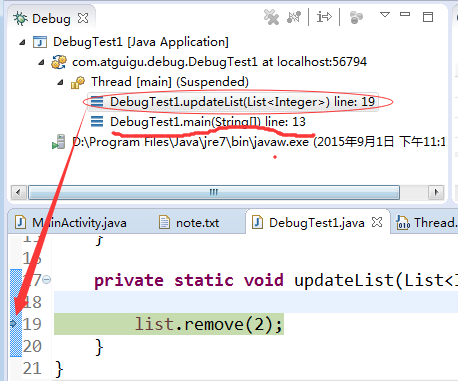 Debug
DebugTest1 [Java Application]
com.atguigu.debug.DebugTest1 at localhost:56794
Thread [main] (Suspended)
DebugTest1.updateList(List<Integer>) line: 19
DebugTest1.main(String[]) line: 13
D:\Program Files\Java\jre7\bin\javaw.exe (2015年9月1日 下午11:1
MainActivity.java note.txt DebugTest1.java Thread.
15 }
16
17 private static void updateList(List<I
18
19 list.remove(2);
20 }
21 }